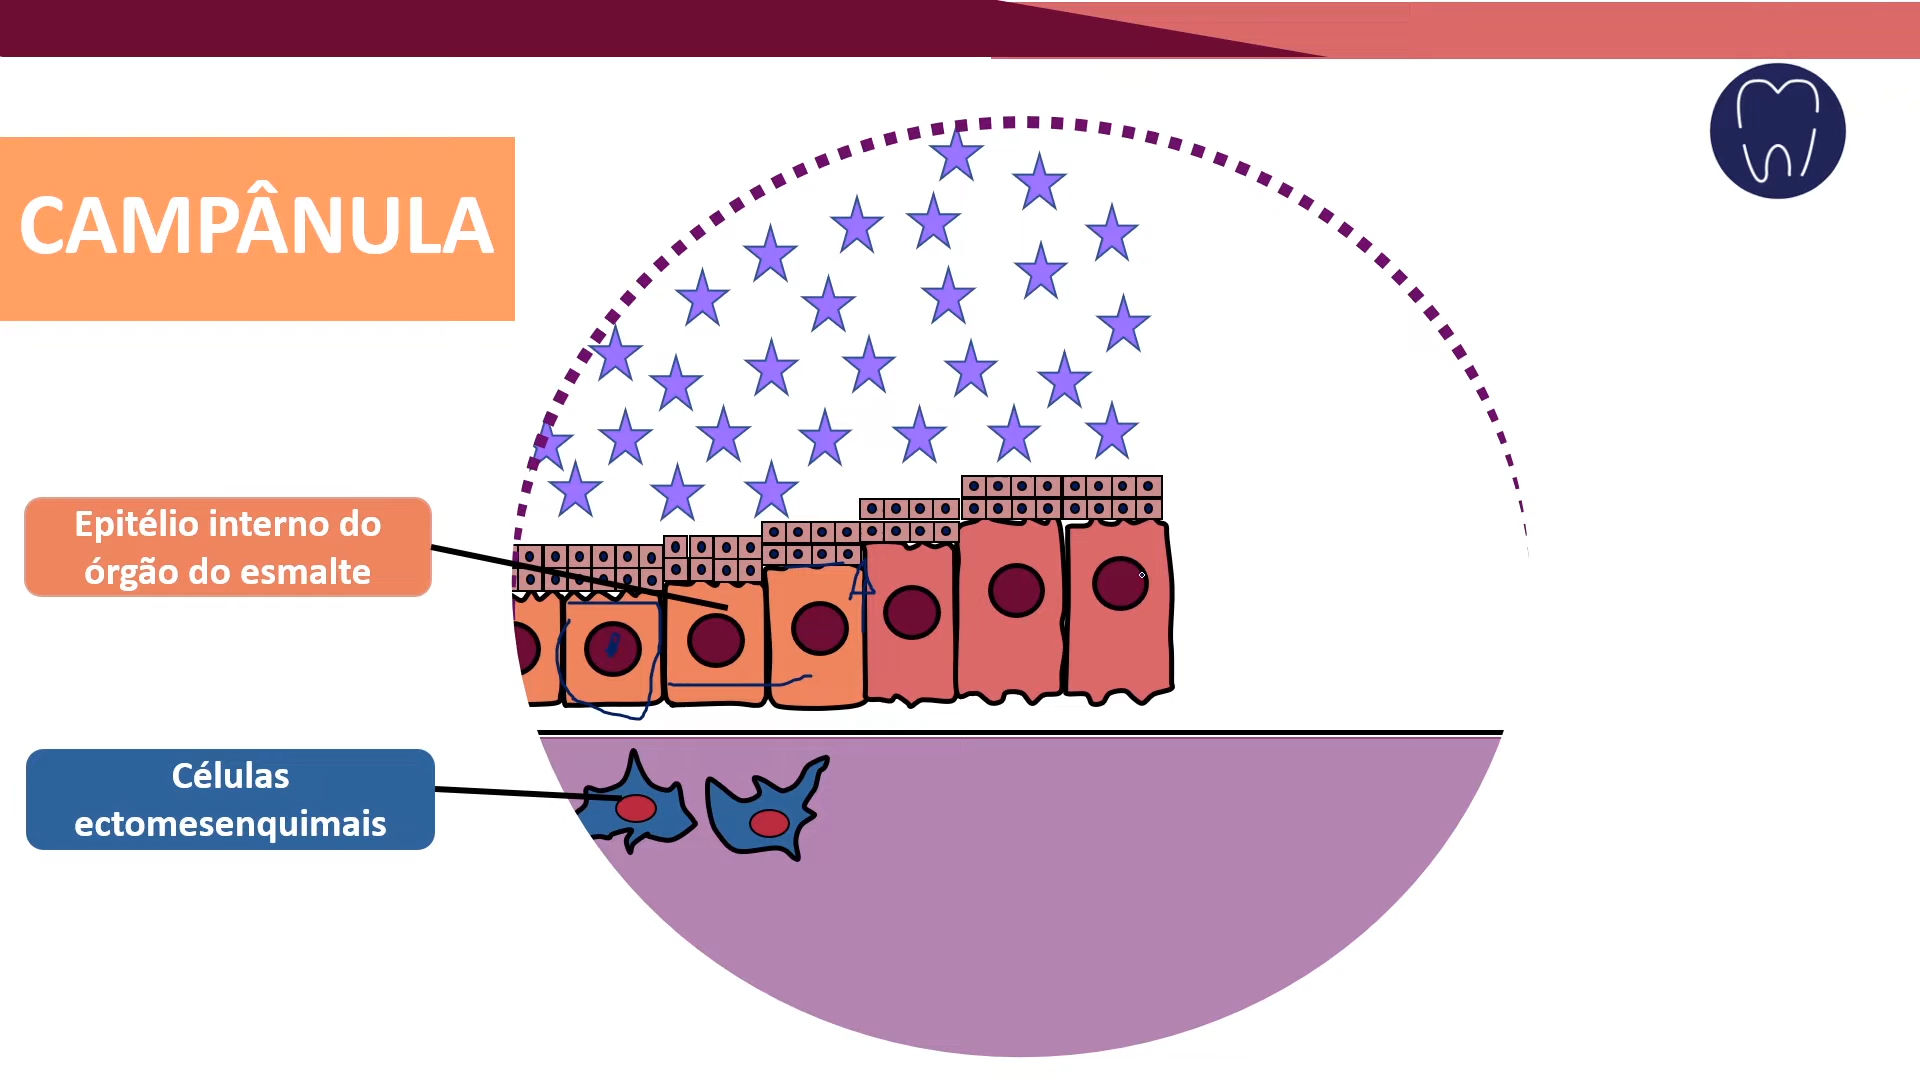 CAMPÂNULA
Epitélio interno do
órgão do esmalte
Células
ectomesenquimais